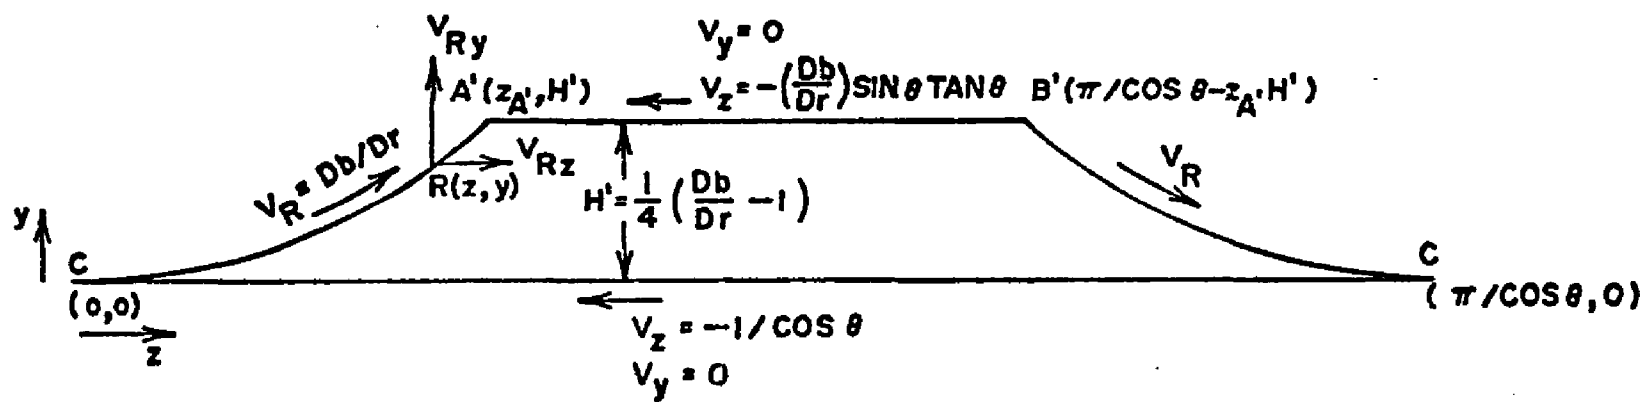 V_Ry
V_y = 0
A'(z_A', H')
V_z = -(Db/Dr) SIN θ TAN θ
B'(π/COS θ-z_A', H')
V_R = Db/Dr
V_Rz
R(z,y)
H' = 1/4 (Db/Dr -1)
V_R
y
C
(0,0)
z
C
(π/COS θ, 0)
V_z = -1/COS θ
V_y = 0